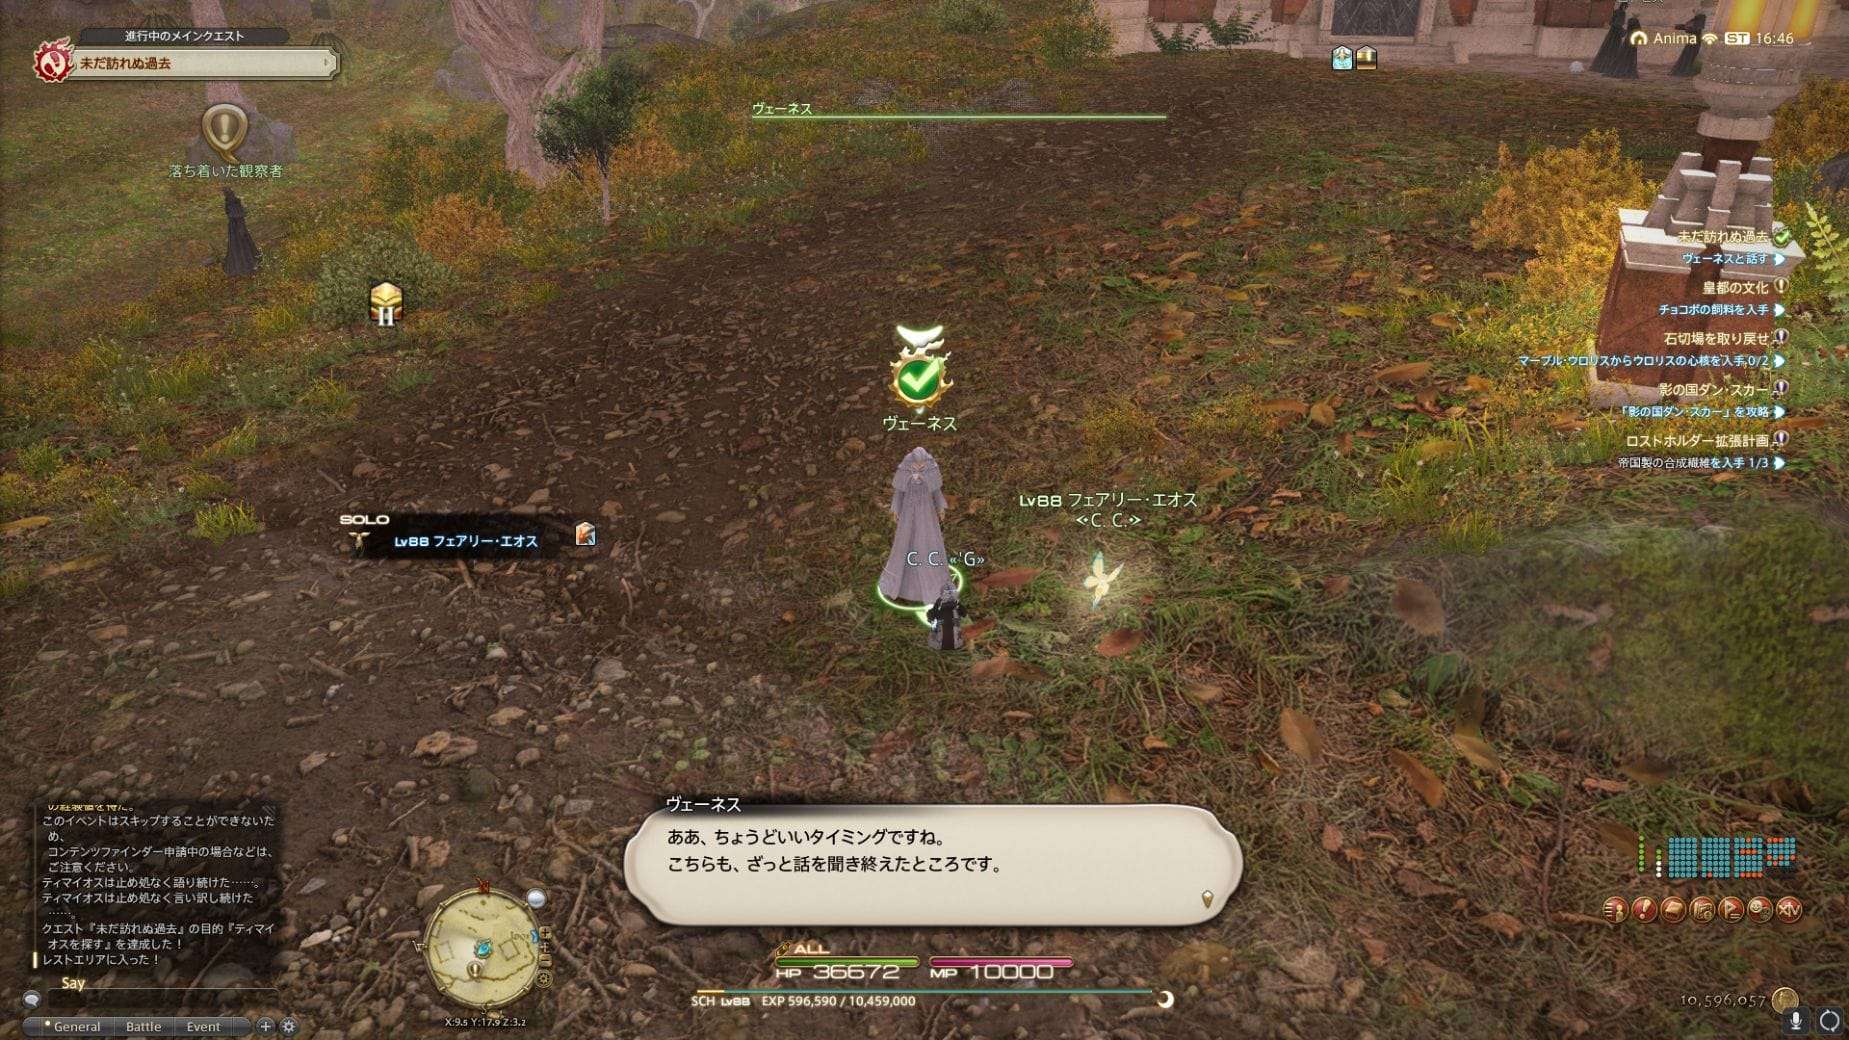 進行中のメインクエスト
未だ訪れぬ過去
Anima ST 16:46
ヴェーネス
落ち着いた観察者
未だ訪れぬ過去
ヴェーネスと話す
皇都の文化
チョコボの飼料を入手
石切場を取り戻せ
マーブル・ウロリスからウロリスの心核を入手 0/2
影の国ダン・スカー
「影の国ダン・スカー」を攻略
ロストホルダー拡張計画
帝国製の合成繊維を入手 1/3
ヴェーネス
SOLO
Lv88 フェアリー・エオス
Lv88 フェアリー・エオス
<・C. C.・>
C. C. «'G»
ヴェーネス
ああ、ちょうどいいタイミングですね。
こちらも、ざっと話を聞き終えたところです。
の経験値を得た。
このイベントはスキップすることができないた
め、
コンテンツファインダー申請中の場合などは、
ご注意ください。
ティマイオスは止め処なく語り続けた……。
ティマイオスは止め処なく言い訳し続けた
……。
クエスト『未だ訪れぬ過去』の目的『ティマイ
オスを探す』を達成した！
レストエリアに入った！
Say
General Battle Event
X:9.5 Y:17.9 Z:3.2
ALL
HP 36672 MP 10000
SCH Lv88 EXP 596,590 / 10,459,000
XIV
10,596,057